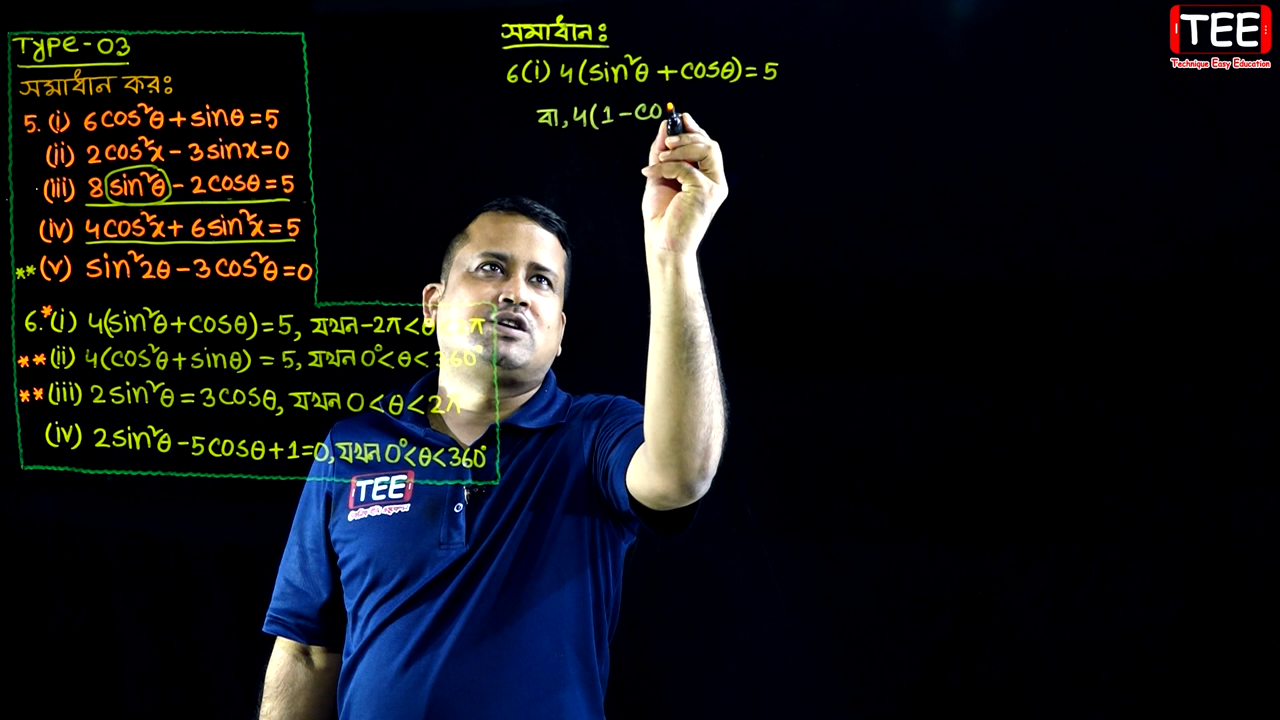 TYPE-03
সমাধান করঃ
5. (i) 6cos²θ + sinθ = 5
(ii) 2cos²x - 3sinx = 0
(iii) 8 sin²θ - 2cosθ = 5
(iv) 4cos²x + 6sin²x = 5
** (v) sin²2θ - 3cos²θ = 0
6.* (i) 4(sin²θ + cosθ) = 5, যখন -2π < θ < 2π
** (ii) 4(cos²θ + sinθ) = 5, যখন 0° < θ < 360°
** (iii) 2sin²θ = 3cosθ, যখন 0 < θ < 2π
(iv) 2sin²θ - 5cosθ + 1 = 0, যখন 0° < θ < 360°
সমাধানঃ
6(i) 4(sin²θ + cosθ) = 5
বা, 4(1 - co
TEE
Technique Easy Education
TEE